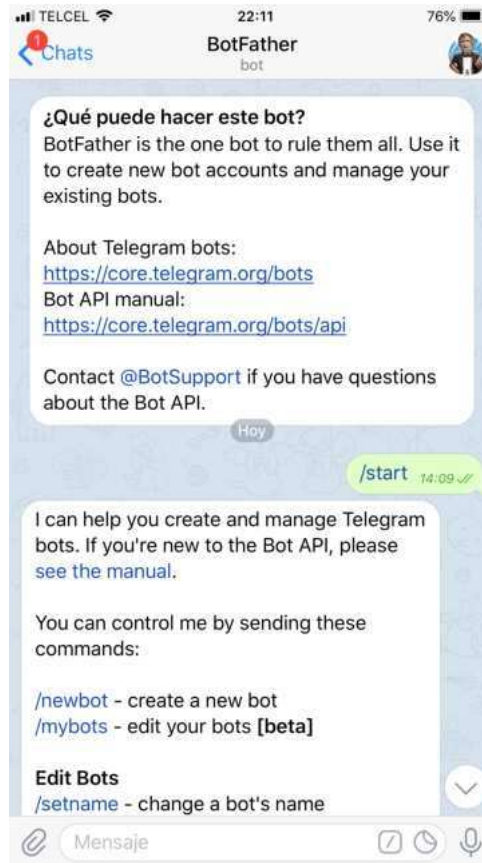 TELCEL 22:11 76%
1
Chats BotFather
bot
¿Qué puede hacer este bot?
BotFather is the one bot to rule them all. Use it
to create new bot accounts and manage your
existing bots.
About Telegram bots:
https://core.telegram.org/bots
Bot API manual:
https://core.telegram.org/bots/api
Contact @BotSupport if you have questions
about the Bot API.
Hoy
/start 14:09
I can help you create and manage Telegram
bots. If you're new to the Bot API, please
see the manual.
You can control me by sending these
commands:
/newbot - create a new bot
/mybots - edit your bots [beta]
Edit Bots
/setname - change a bot's name
Mensaje